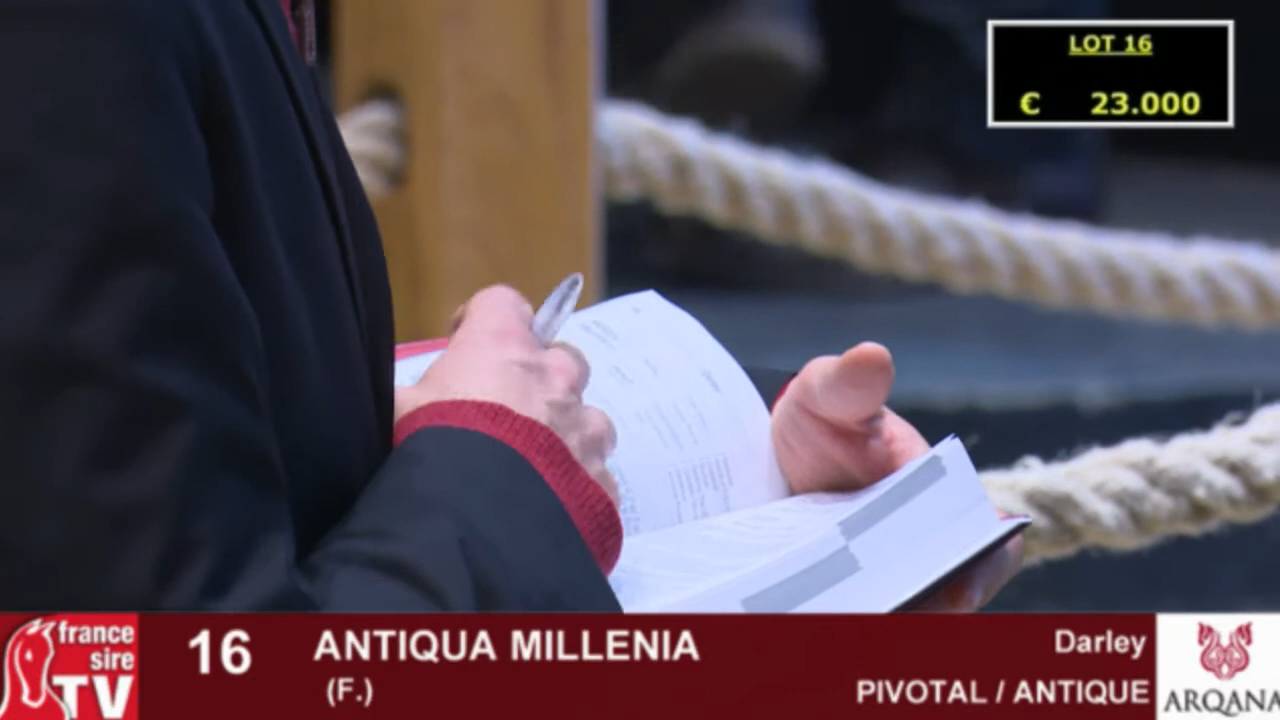 LOT 16
€ 23.000
france
sire
TV
16
ANTIQUA MILLENIA
(F.)
Darley
PIVOTAL / ANTIQUE
ARQANA